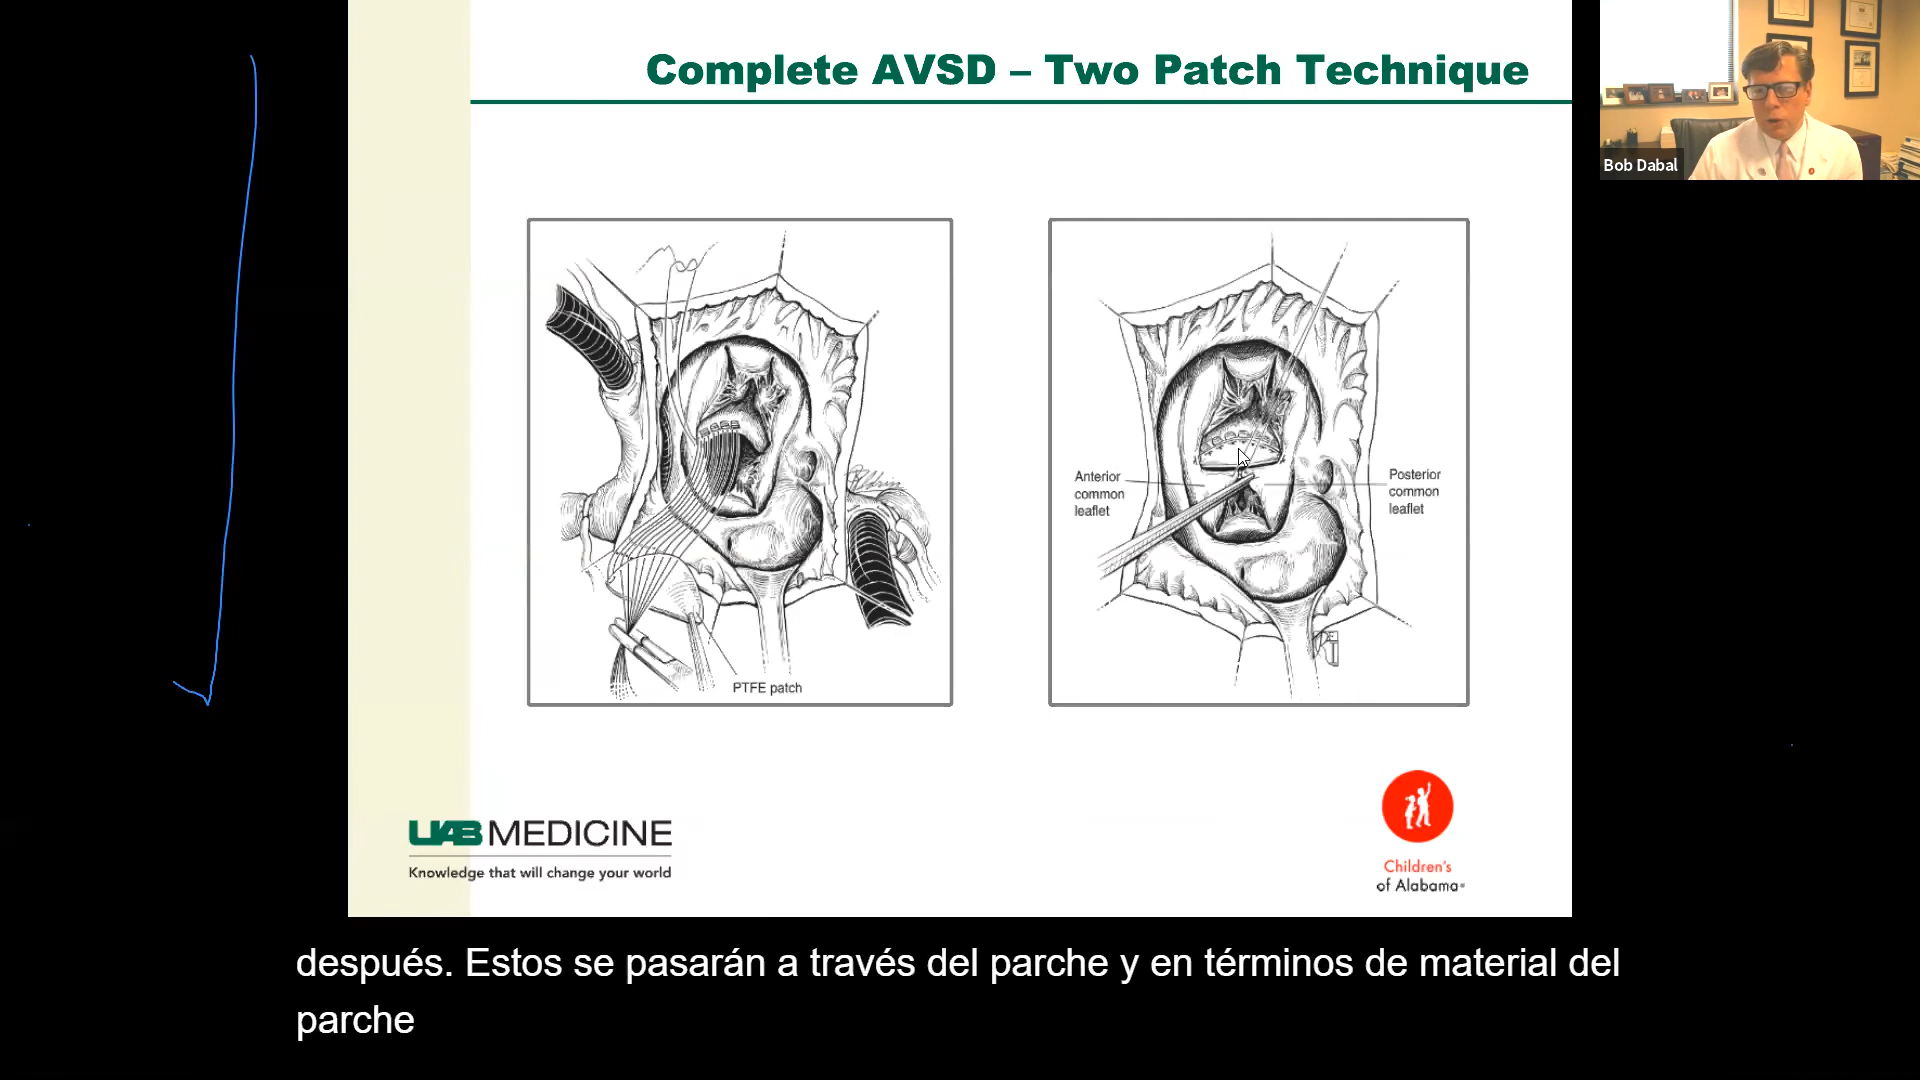 Complete AVSD – Two Patch Technique
Bob Dabal
PTFE patch
Anterior
common
leaflet
Posterior
common
leaflet
UAB MEDICINE
Knowledge that will change your world
Children's
of Alabama®
después. Estos se pasarán a través del parche y en términos de material del
parche